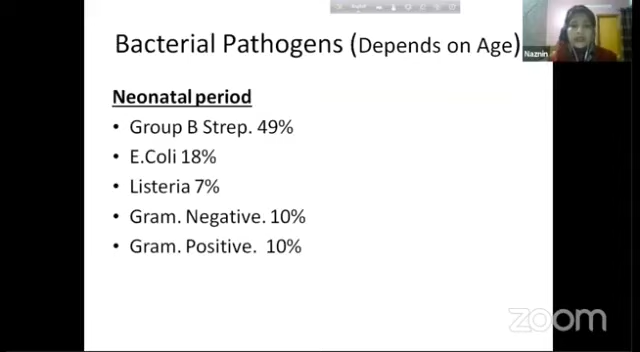 Bacterial Pathogens (Depends on Age)
Naznin
Neonatal period
• Group B Strep. 49%
• E.Coli 18%
• Listeria 7%
• Gram. Negative. 10%
• Gram. Positive. 10%
zoom